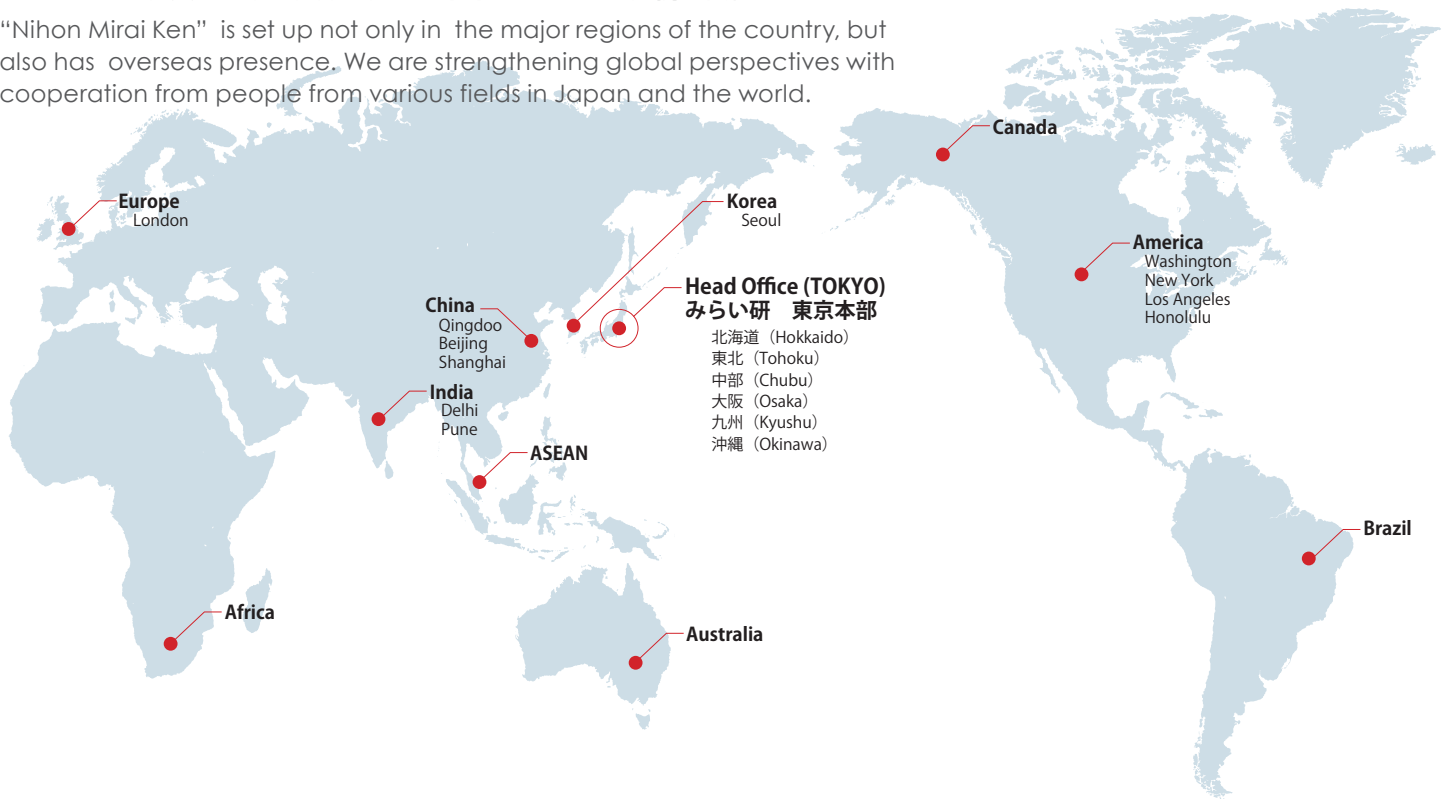 “Nihon Mirai Ken” is set up not only in the major regions of the country, but
also has overseas presence. We are strengthening global perspectives with
cooperation from people from various fields in Japan and the world.
Canada
Europe
London
Korea
Seoul
America
Washington
New York
Los Angeles
Honolulu
Head Office (TOKYO)
みらい研　東京本部
北海道（Hokkaido）
東北（Tohoku）
中部（Chubu）
大阪（Osaka）
九州（Kyushu）
沖縄（Okinawa）
China
Qingdoo
Beijing
Shanghai
India
Delhi
Pune
ASEAN
Brazil
Africa
Australia